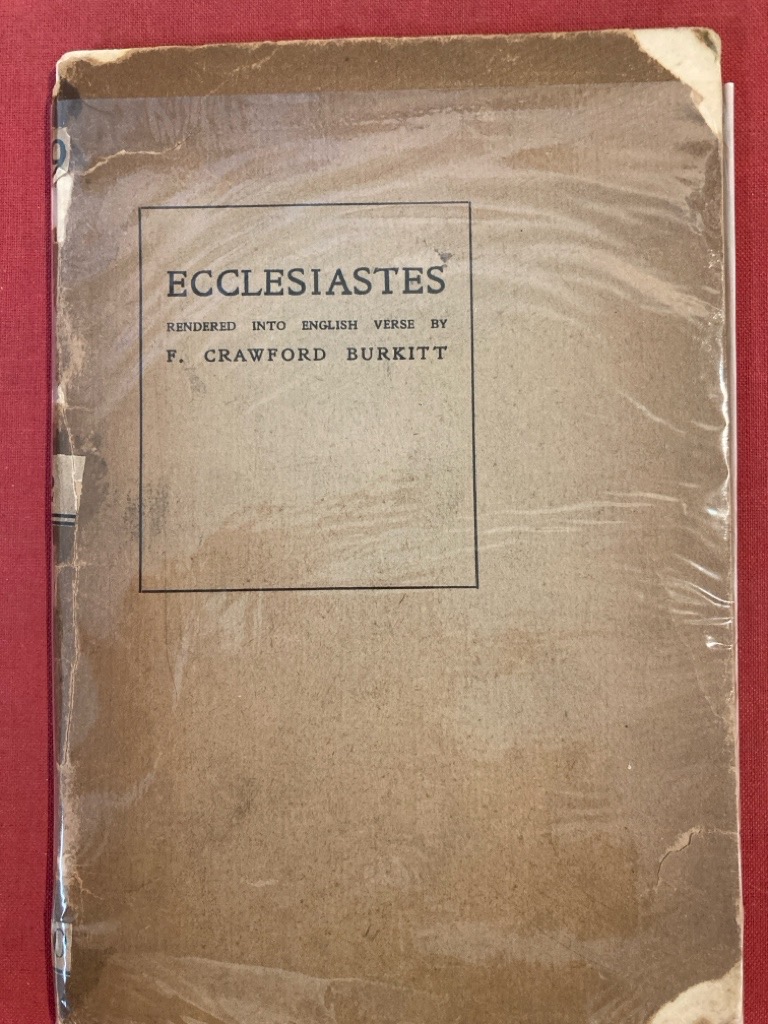 ECCLESIASTES
RENDERED INTO ENGLISH VERSE BY
F. CRAWFORD BURKITT